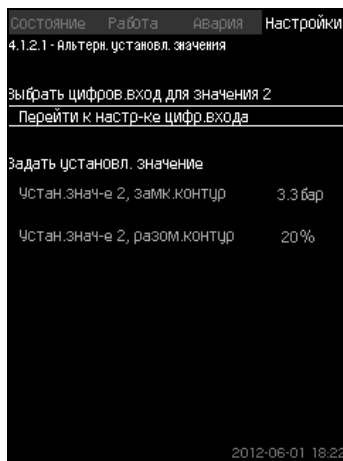 Состояние Работа Авария Настройки
4.1.2.1 - Альтерн. установл. значения
Выбрать цифров.вход для значения 2
Перейти к настр-ке цифр.входа
Задать установл. значение
Устан.знач-е 2, замк.контур 3.3 бар
Устан.знач-е 2, разом.контур 20%
2012-06-01 18:22